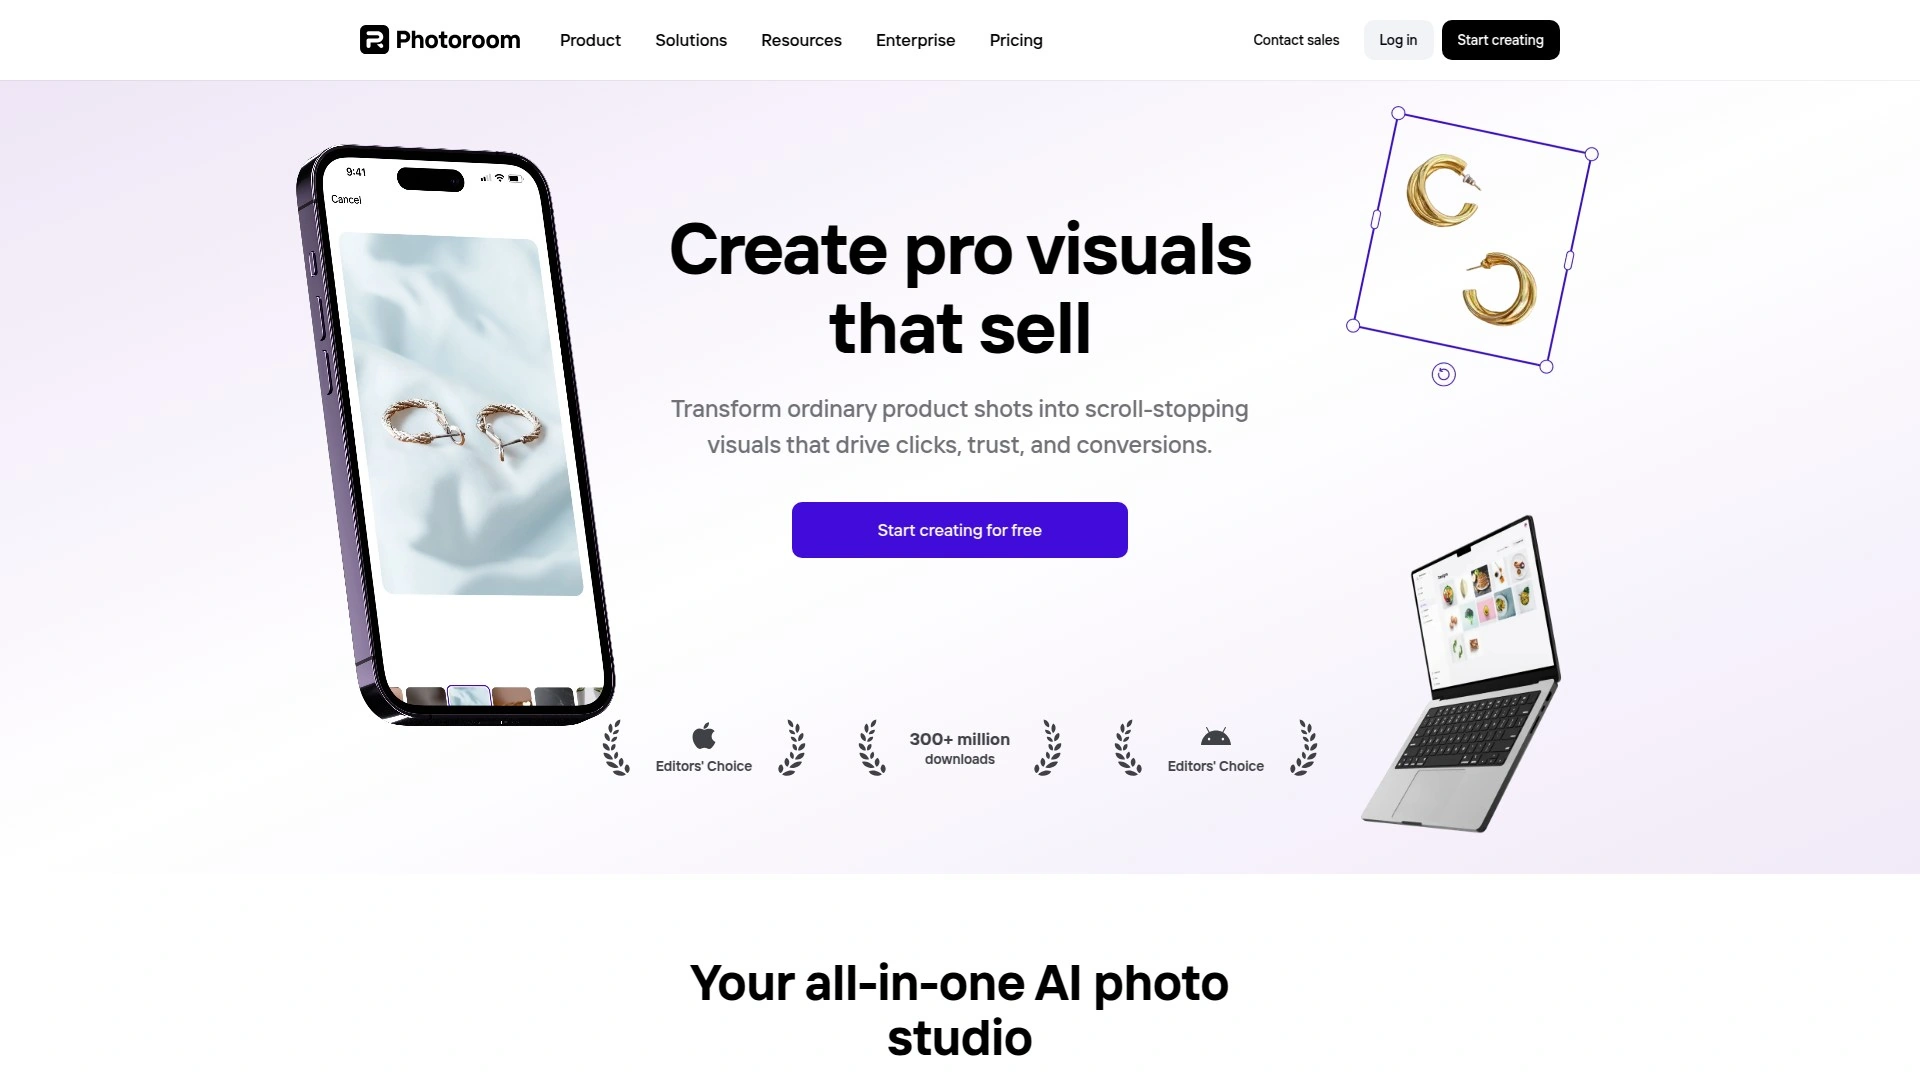 Photoroom
Product
Solutions
Resources
Enterprise
Pricing
Contact sales
Log in
Start creating
9:41
Cancel
Create pro visuals
that sell
Transform ordinary product shots into scroll-stopping
visuals that drive clicks, trust, and conversions.
Start creating for free
Editors' Choice
300+ million
downloads
Editors' Choice
Your all-in-one AI photo
studio